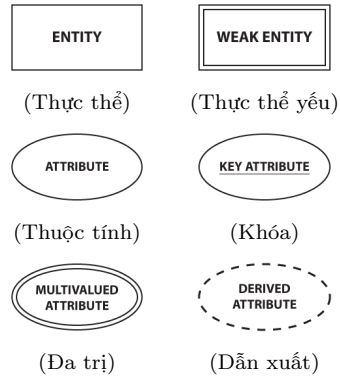 ENTITY
WEAK ENTITY
(Thực thể)
(Thực thể yếu)
ATTRIBUTE
KEY ATTRIBUTE
(Thuộc tính)
(Khóa)
MULTIVALUED
ATTRIBUTE
DERIVED
ATTRIBUTE
(Đa trị)
(Dẫn xuất)